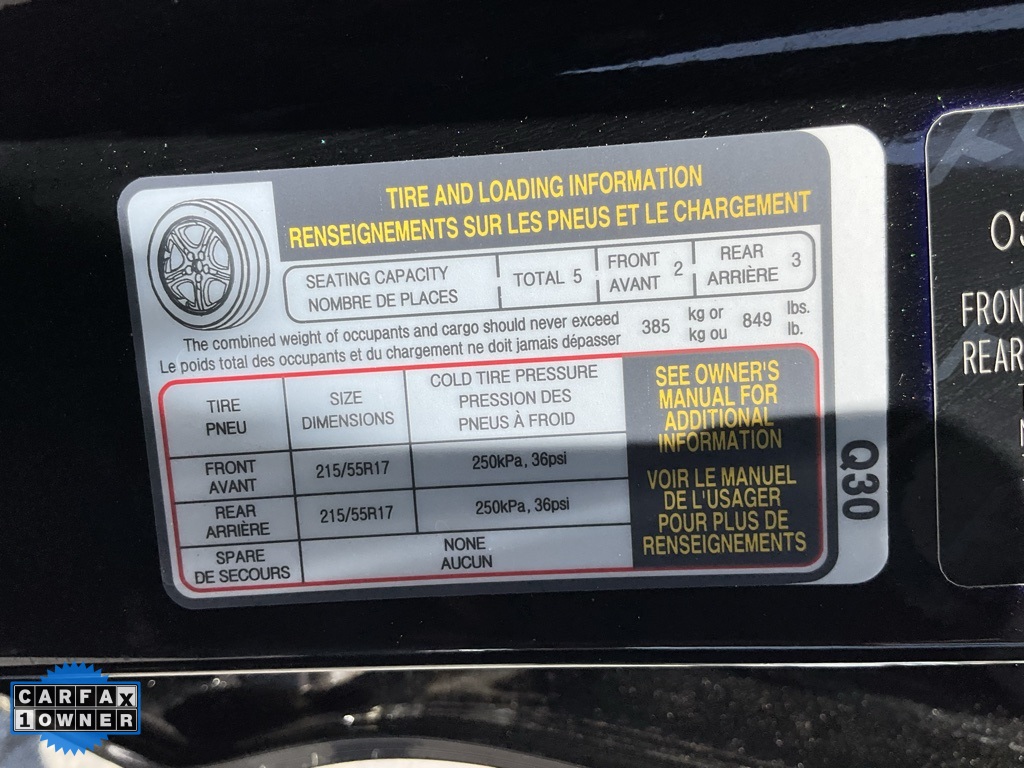 TIRE AND LOADING INFORMATION
RENSEIGNEMENTS SUR LES PNEUS ET LE CHARGEMENT
SEATING CAPACITY
NOMBRE DE PLACES
TOTAL 5
FRONT
AVANT
2
REAR
ARRIÈRE
3
The combined weight of occupants and cargo should never exceed
Le poids total des occupants et du chargement ne doit jamais dépasser
385
kg or
kg ou
849
lbs.
lb.
TIRE
PNEU
SIZE
DIMENSIONS
COLD TIRE PRESSURE
PRESSION DES
PNEUS À FROID
FRONT
AVANT
215/55R17
250kPa, 36psi
REAR
ARRIÈRE
215/55R17
250kPa, 36psi
SPARE
DE SECOURS
NONE
AUCUN
SEE OWNER'S
MANUAL FOR
ADDITIONAL
INFORMATION
VOIR LE MANUEL
DE L'USAGER
POUR PLUS DE
RENSEIGNEMENTS
Q30
FRON
REAR
CARFAX
1 OWNER